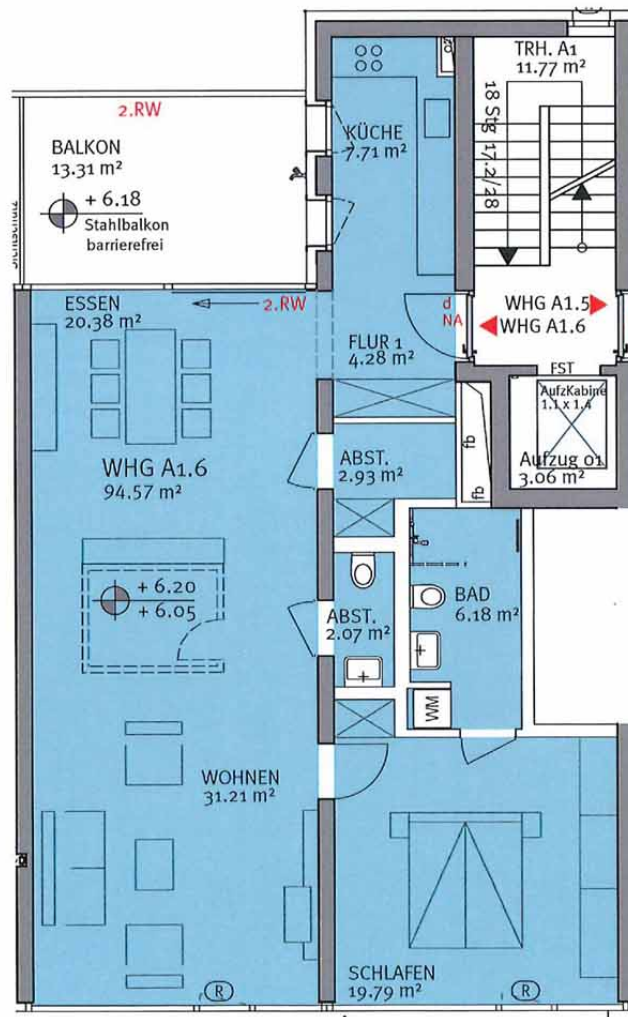 TRH. A1
11.77 m²
18 Stg 17.2/28
2.RW
BALKON
13.31 m²
+ 6.18
Stahlbalkon
barrierefrei
Sichtschutz
KÜCHE
7.71 m²
ESSEN
20.38 m²
2.RW
d
NA
WHG A1.5
WHG A1.6
FLUR 1
4.28 m²
FST
AufzKabine
1,1 x 1,4
Aufzug 01
3.06 m²
fb
fb
ABST.
2.93 m²
WHG A1.6
94.57 m²
+ 6.20
+ 6.05
ABST.
2.07 m²
BAD
6.18 m²
WM
WOHNEN
31.21 m²
SCHLAFEN
19.79 m²
R
R